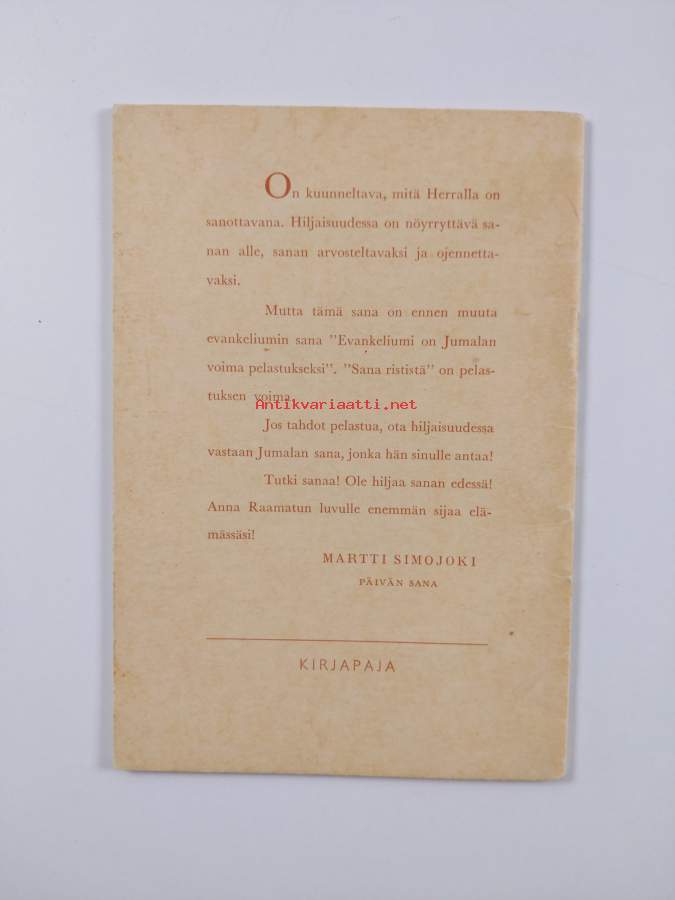 On kuunneltava, mitä Herralla on
sanottavana. Hiljaisuudessa on nöyrryttävä sa-
nan alle, sanan arvosteltavaksi ja ojennetta-
vaksi.
Mutta tämä sana on ennen muuta
evankeliumin sana "Evankeliumi on Jumalan
voima pelastukseksi". "Sana rististä" on pelas-
tuksen voima.
Antikvariaatti.net
Jos tahdot pelastua, ota hiljaisuudessa
vastaan Jumalan sana, jonka hän sinulle antaa!
Tutki sanaa! Ole hiljaa sanan edessä!
Anna Raamatun luvulle enemmän sijaa elä-
mässäsi!
MARTTI SIMOJOKI
PÄIVÄN SANA
KIRJAPAJA